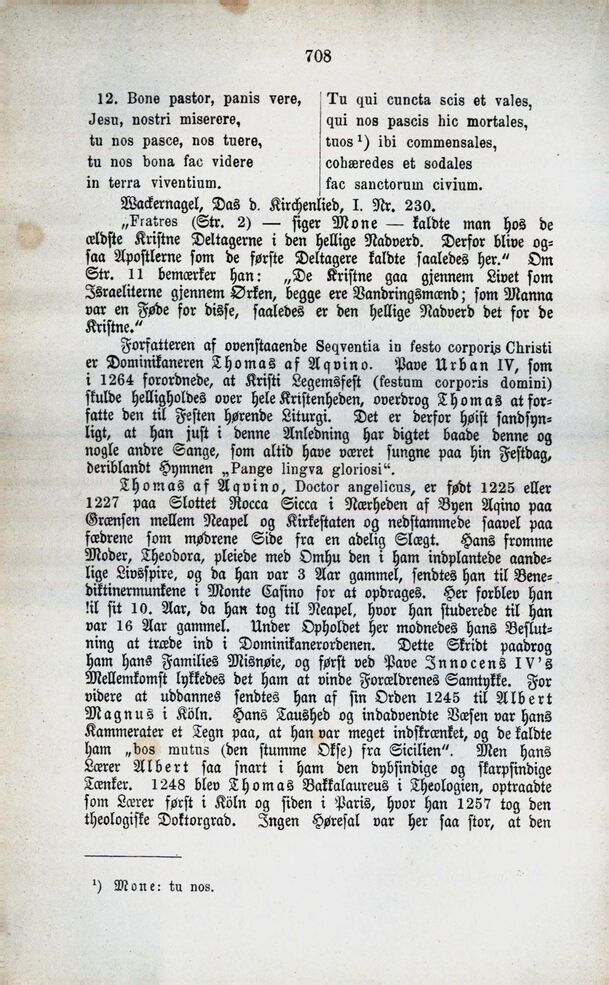 708
12. Bone pastor, panis vere,
Jesu, nostri miserere,
tu nos pasce, nos tuere,
tu nos bona fac videre
in terra viventium.
Tu qui cuncta scis et vales,
qui nos pascis hic mortales,
tuos ¹) ibi commensales,
cohæredes et sodales
fac sanctorum civium.
Wackernagel, Das d. Kirchenlied, I. Nr. 230.
„Fratres (Str. 2) — siger Mone — kaldte man hos de
ældste Kristne Deltagerne i den hellige Nadverd. Derfor blive og-
saa Apostlerne som de første Deltagere kaldte saaledes her.“ Om
Str. 11 bemærker han: „De Kristne gaa gjennem Livet som
Israeliterne gjennem Ørken, begge ere Vandringsmænd; som Manna
var en Føde for disse, saaledes er den hellige Nadverd det for de
Kristne.“
Forfatteren af ovenstaaende Seqventia in festo corporis Christi
er Dominikaneren Thomas af Aqvino. Pave Urban IV, som
i 1264 forordnede, at Kristi Legemsfest (festum corporis domini)
skulde helligholdes over hele Kristenheden, overdrog Thomas at for-
fatte den til Festen hørende Liturgi. Det er derfor høist sandsyn-
ligt, at han just i denne Anledning har digtet baade denne og
nogle andre Sange, som altid have været sungne paa hin Festdag,
deriblandt Hymnen „Pange lingva gloriosi“.
Thomas af Aqvino, Doctor angelicus, er født 1225 eller
1227 paa Slottet Rocca Sicca i Nærheden af Byen Aqino paa
Grænsen mellem Neapel og Kirkestaten og nedstammede saavel paa
fædrene som mødrene Side fra en adelig Slægt. Hans fromme
Moder, Theodora, pleiede med Omhu den i ham indplantede aande-
lige Livsspire, og da han var 3 Aar gammel, sendtes han til Bene-
diktinermunkene i Monte Casino for at opdrages. Her forblev han
til sit 10. Aar, da han tog til Neapel, hvor han studerede til han
var 16 Aar gammel. Under Opholdet her modnedes hans Beslut-
ning at træde ind i Dominikanerordenen. Dette Skridt paadrog
ham hans Families Misnøie, og først ved Pave Innocens IV's
Mellemkomst lykkedes det ham at vinde Forældrenes Samtykke. For
videre at uddannes sendtes han af sin Orden 1245 til Albert
Magnus i Köln. Hans Taushed og indadvendte Væsen var hans
Kammerater et Tegn paa, at han var meget indskrænket, og de kaldte
ham „bos mutus (den stumme Okse) fra Sicilien“. Men hans
Lærer Albert saa snart i ham den dybsindige og skarpsindige
Tænker. 1248 blev Thomas Bakkalaureus i Theologien, optraadte
som Lærer først i Köln og siden i Paris, hvor han 1257 tog den
theologiske Doktorgrad. Ingen Høresal var her saa stor, at den
¹) Mone: tu nos.